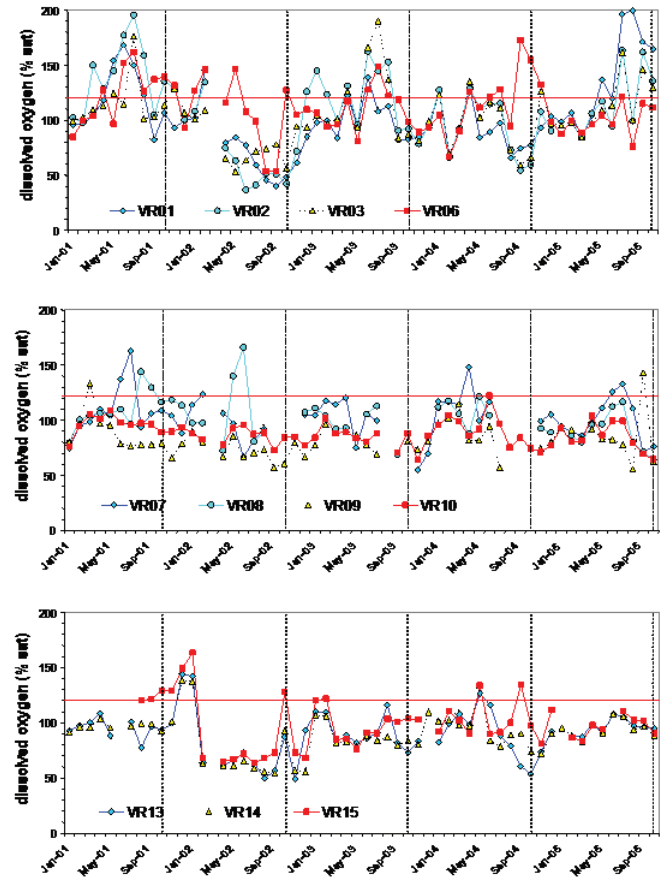 200
150
100
50
0
dissolved oxygen (% sat)
VR01 VR02 VR03 VR06
Jan-01 May-01 Sep-01 Jan-02 May-02 Sep-02 Jan-03 May-03 Sep-03 Jan-04 May-04 Sep-04 Jan-05 May-05 Sep-05
200
150
100
50
0
dissolved oxygen (% sat)
VR07 VR08 VR09 VR10
Jan-01 May-01 Sep-01 Jan-02 May-02 Sep-02 Jan-03 May-03 Sep-03 Jan-04 May-04 Sep-04 Jan-05 May-05 Sep-05
200
150
100
50
0
dissolved oxygen (% sat)
VR13 VR14 VR15
Jan-01 May-01 Sep-01 Jan-02 May-02 Sep-02 Jan-03 May-03 Sep-03 Jan-04 May-04 Sep-04 Jan-05 May-05 Sep-05